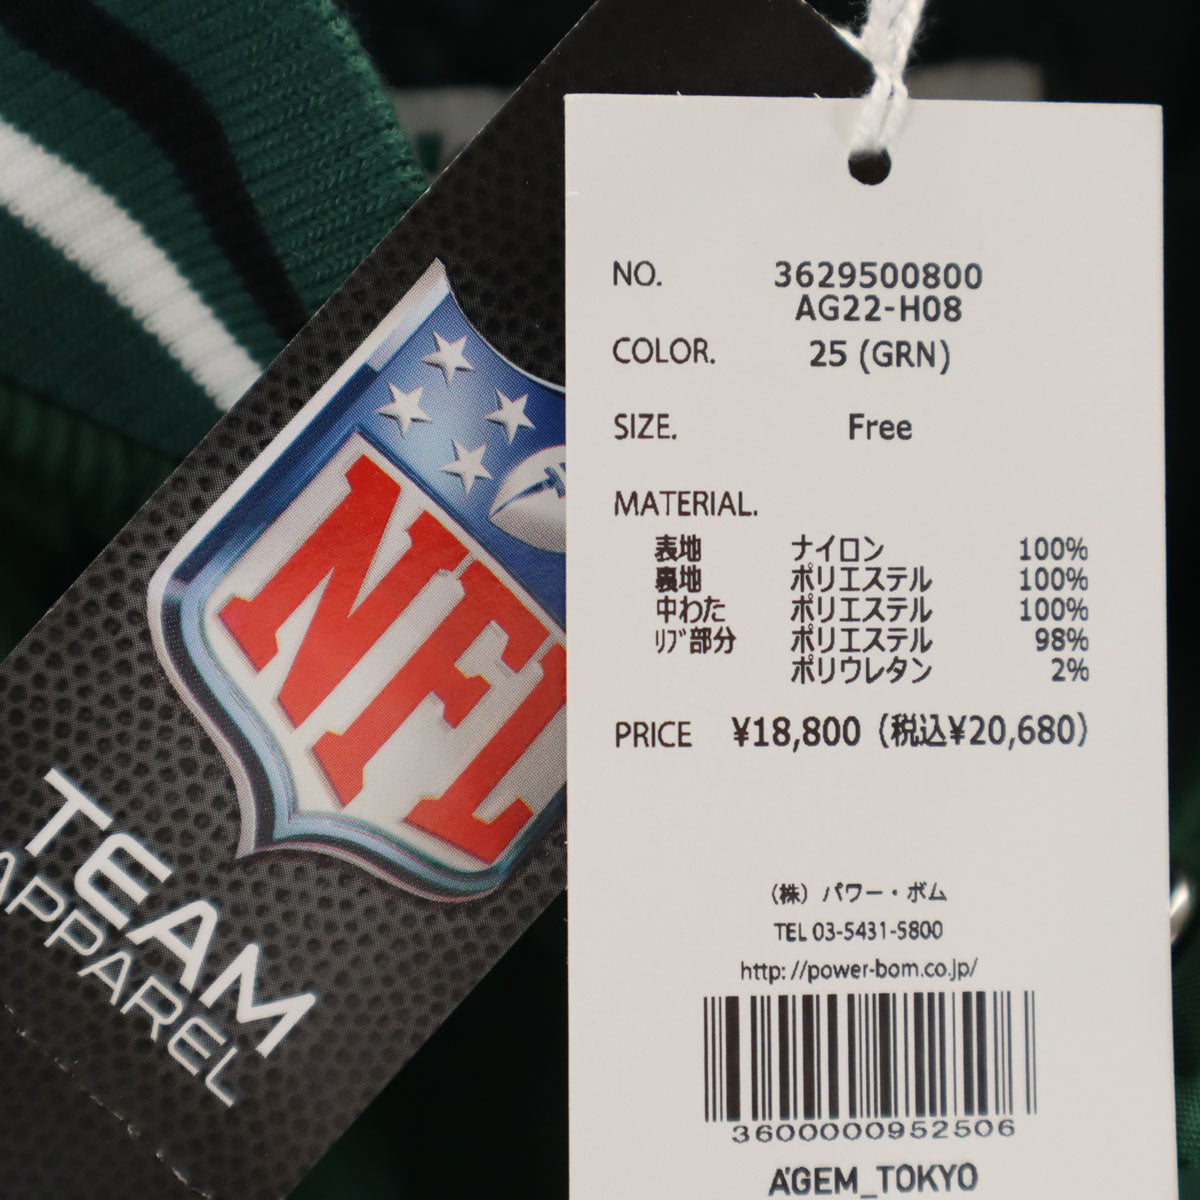 NFL
TEAM
APPAREL
NO. 3629500800
AG22-H08
COLOR. 25 (GRN)
SIZE. Free
MATERIAL.
表地 ナイロン 100%
裏地 ポリエステル 100%
中わた ポリエステル 100%
ﾘﾌﾞ部分 ポリエステル 98%
ポリウレタン 2%
PRICE ¥18,800 (税込¥20,680)
(株) パワー・ボム
TEL 03-5431-5800
http://power-bom.co.jp/
3600000952506
A'GEM_TOKYO